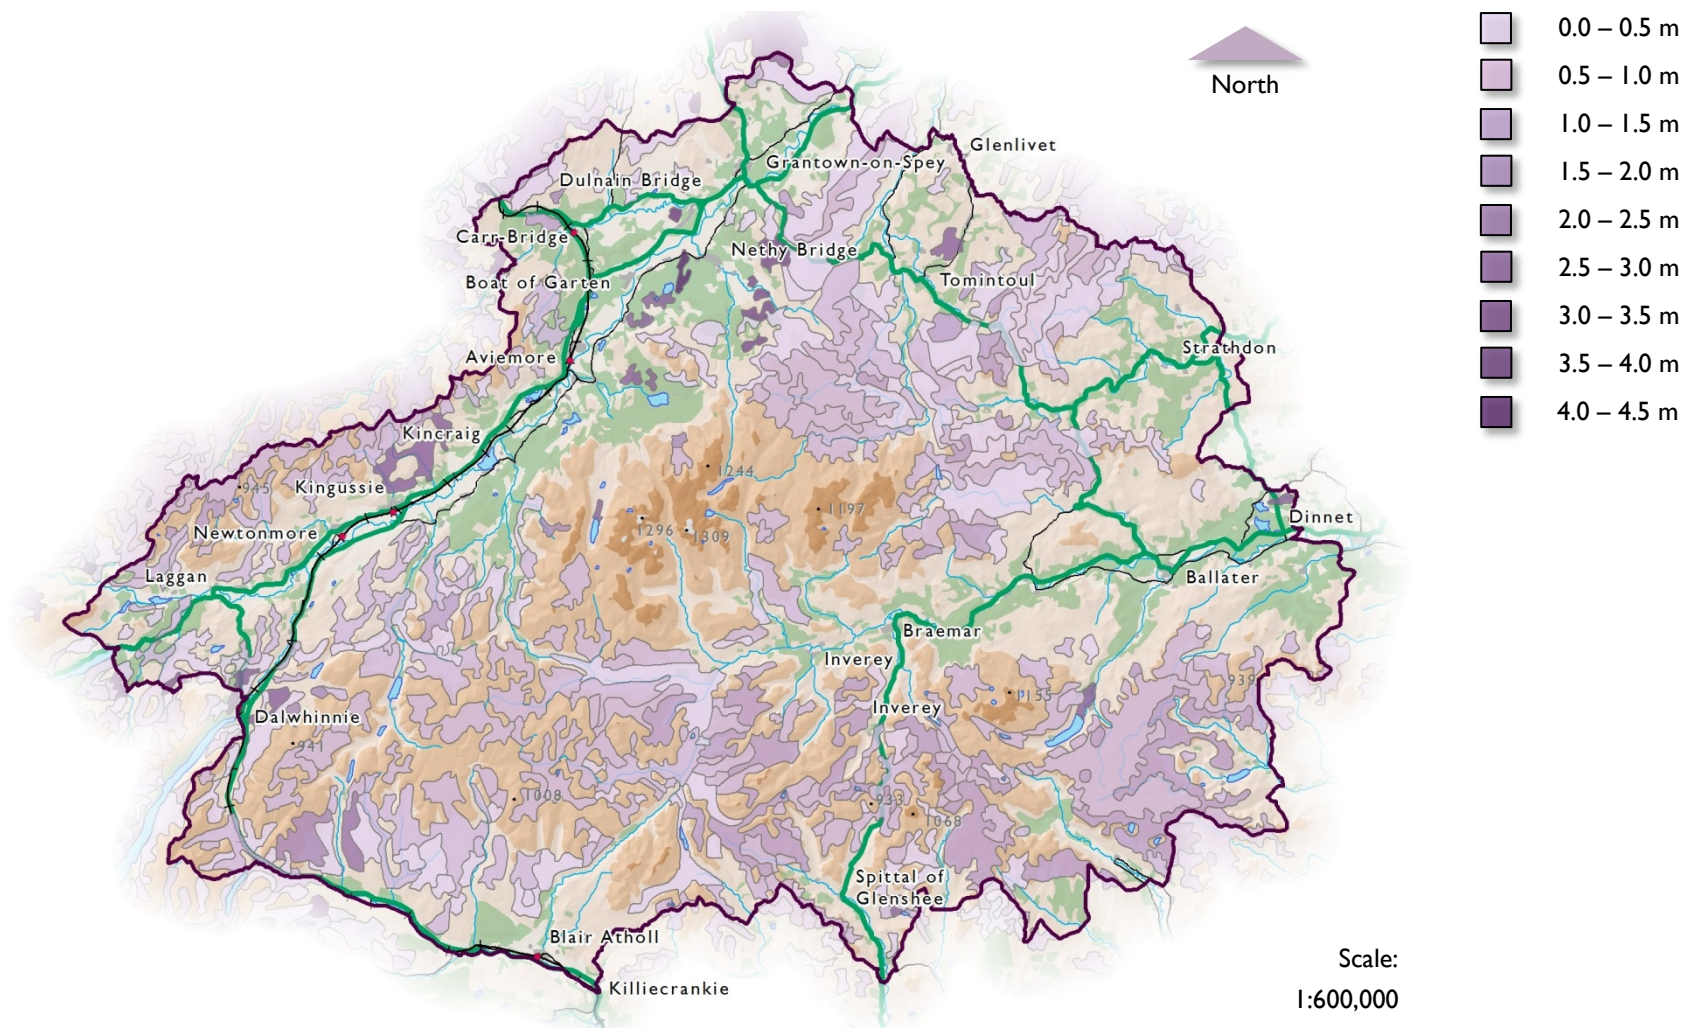 0.0 – 0.5 m
0.5 – 1.0 m
1.0 – 1.5 m
1.5 – 2.0 m
2.0 – 2.5 m
2.5 – 3.0 m
3.0 – 3.5 m
3.5 – 4.0 m
4.0 – 4.5 m
North
Glenlivet
Grantown-on-Spey
Dulnain Bridge
Carr-Bridge
Nethy Bridge
Boat of Garten
Tomintoul
Strathdon
Aviemore
Kincraig
1244
Kingussie
945
1197
Dinnet
Newtonmore
1296
1309
Laggan
Ballater
Braemar
Inverey
939
1155
Inverey
Dalwhinnie
941
1008
933
1068
Spittal of
Glenshee
Blair Atholl
Killiecrankie
Scale:
1:600,000